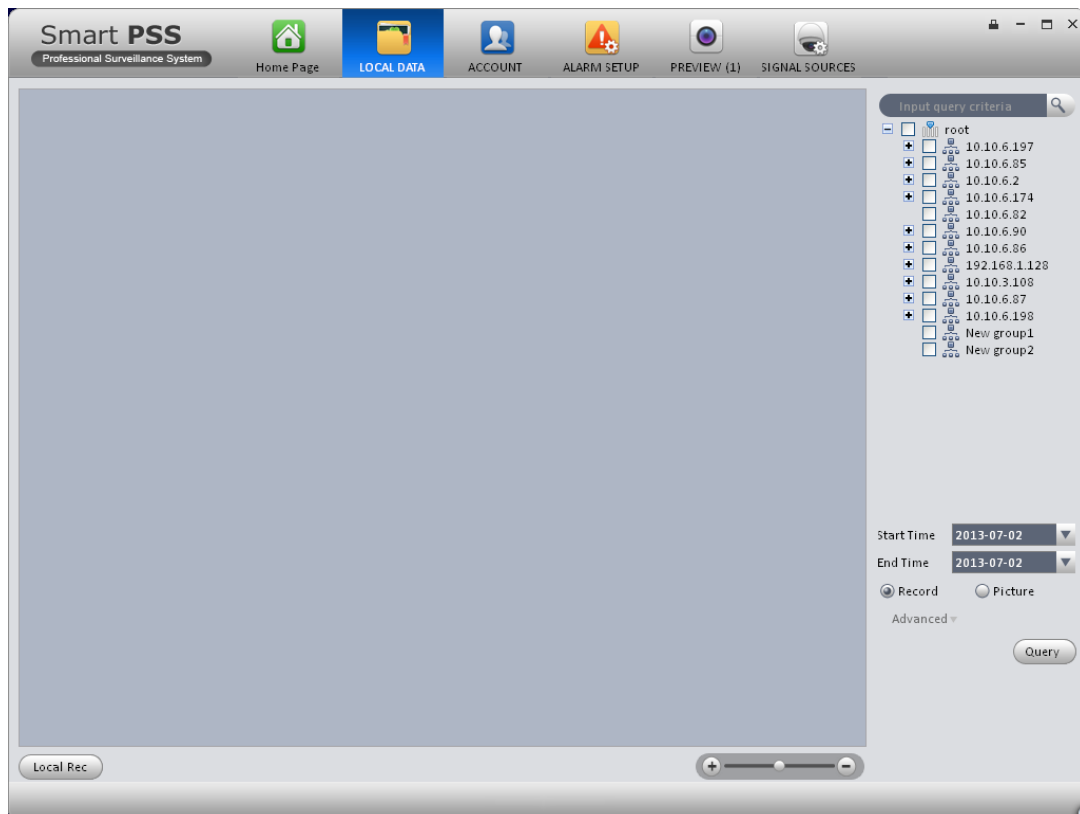 Smart PSS
Professional Surveillance System
Home Page
LOCAL DATA
ACCOUNT
ALARM SETUP
PREVIEW (1)
SIGNAL SOURCES
Input query criteria
root
10.10.6.197
10.10.6.85
10.10.6.2
10.10.6.174
10.10.6.82
10.10.6.90
10.10.6.86
192.168.1.128
10.10.3.108
10.10.6.87
10.10.6.198
New group1
New group2
Start Time 2013-07-02
End Time 2013-07-02
Record Picture
Advanced
Query
Local Rec